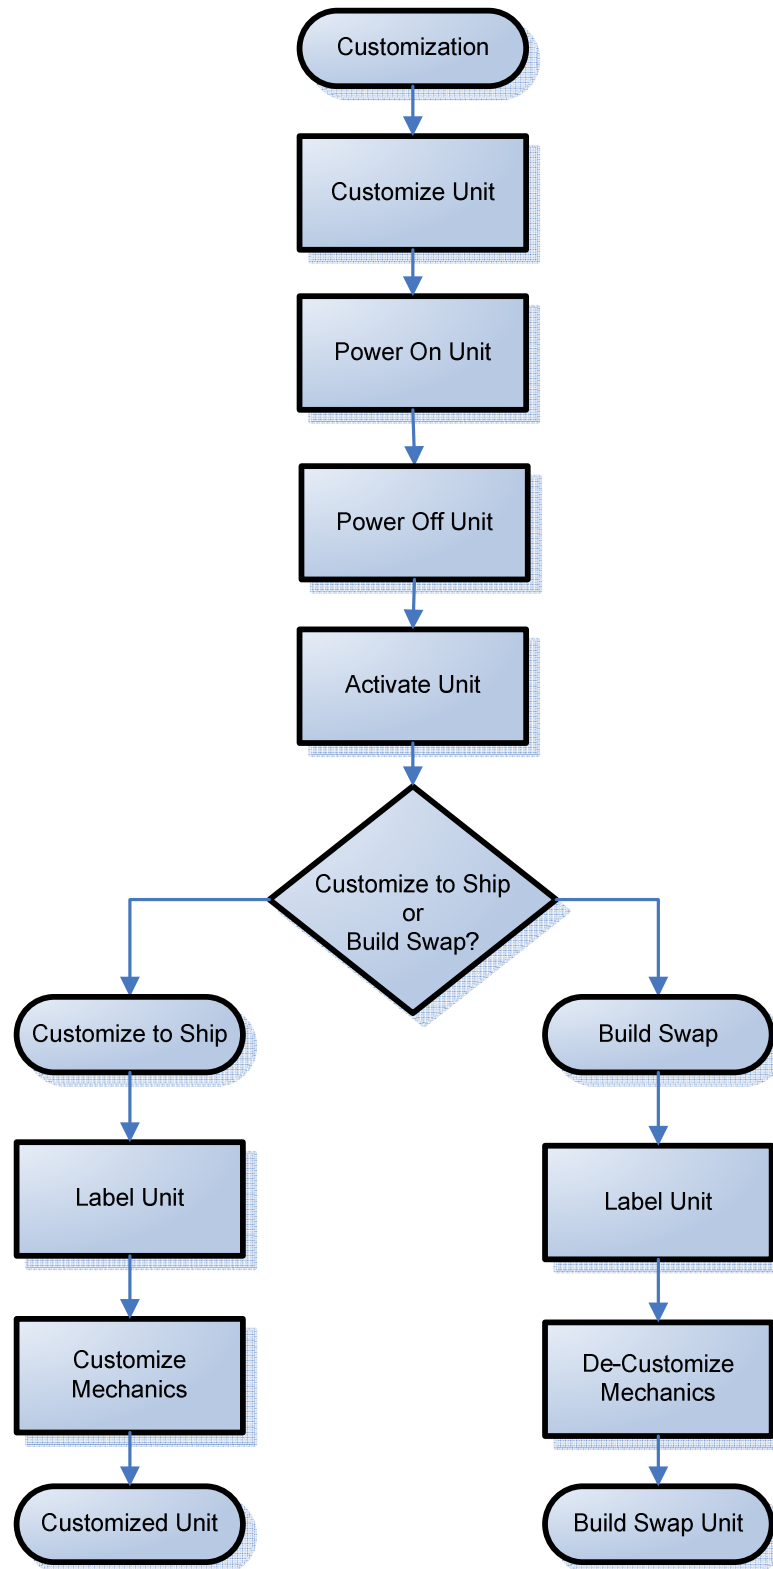 Customization
Customize Unit
Power On Unit
Power Off Unit
Activate Unit
Customize to Ship
or
Build Swap?
Customize to Ship
Build Swap
Label Unit
Label Unit
Customize
Mechanics
De-Customize
Mechanics
Customized Unit
Build Swap Unit